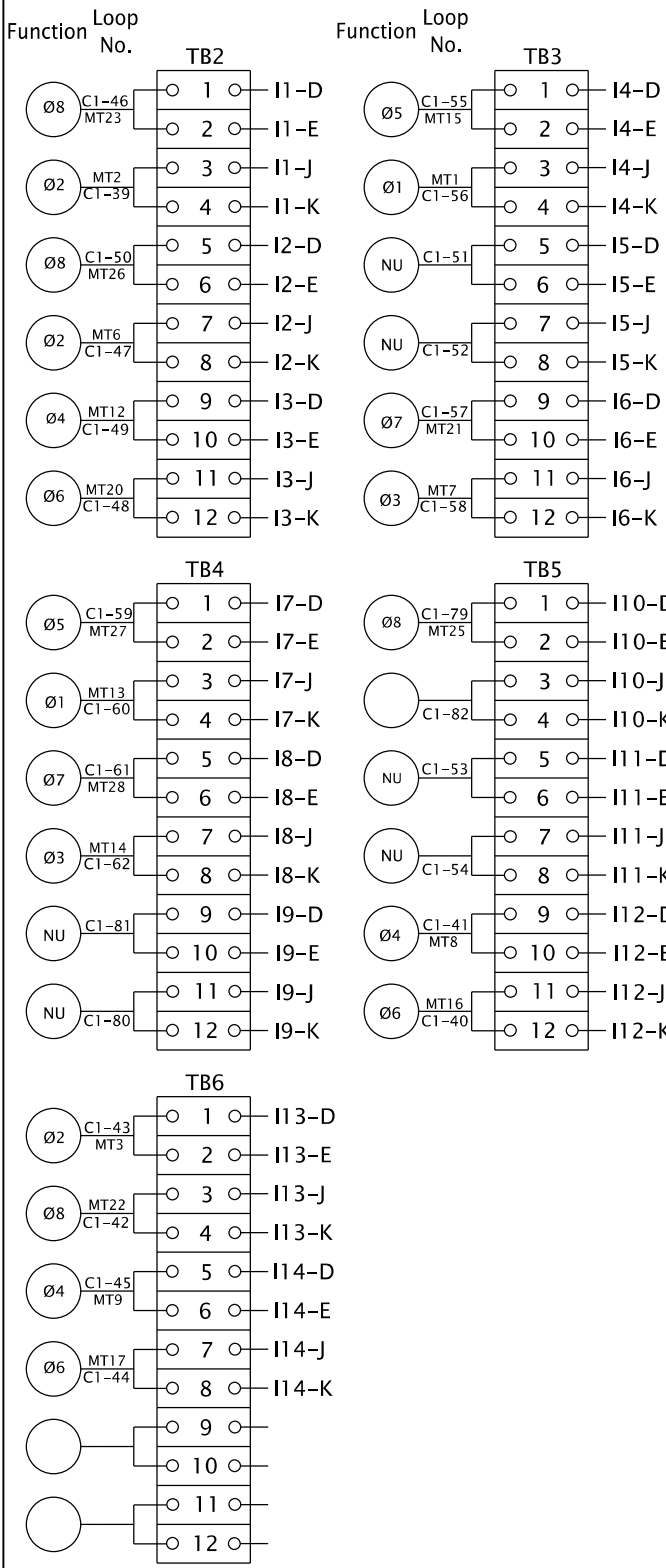 Function Loop No.
TB2
Ø8 C1-46 MT23 1 I1-D
2 I1-E
Ø2 MT2 C1-39 3 I1-J
4 I1-K
Ø8 C1-50 MT26 5 I2-D
6 I2-E
Ø2 MT6 C1-47 7 I2-J
8 I2-K
Ø4 MT12 C1-49 9 I3-D
10 I3-E
Ø6 MT20 C1-48 11 I3-J
12 I3-K
Function Loop No.
TB3
Ø5 C1-55 MT15 1 I4-D
2 I4-E
Ø1 MT1 C1-56 3 I4-J
4 I4-K
NU C1-51 5 I5-D
6 I5-E
NU C1-52 7 I5-J
8 I5-K
Ø7 C1-57 MT21 9 I6-D
10 I6-E
Ø3 MT7 C1-58 11 I6-J
12 I6-K
TB4
Ø5 C1-59 MT27 1 I7-D
2 I7-E
Ø1 MT13 C1-60 3 I7-J
4 I7-K
Ø7 C1-61 MT28 5 I8-D
6 I8-E
Ø3 MT14 C1-62 7 I8-J
8 I8-K
NU C1-81 9 I9-D
10 I9-E
NU C1-80 11 I9-J
12 I9-K
TB5
Ø8 C1-79 MT25 1 I10-D
2 I10-E
C1-82 3 I10-J
4 I10-K
NU C1-53 5 I11-D
6 I11-E
NU C1-54 7 I11-J
8 I11-K
Ø4 C1-41 MT8 9 I12-D
10 I12-E
Ø6 MT16 C1-40 11 I12-J
12 I12-K
TB6
Ø2 C1-43 MT3 1 I13-D
2 I13-E
Ø8 MT22 C1-42 3 I13-J
4 I13-K
Ø4 C1-45 MT9 5 I14-D
6 I14-E
Ø6 MT17 C1-44 7 I14-J
8 I14-K
9
10
11
12